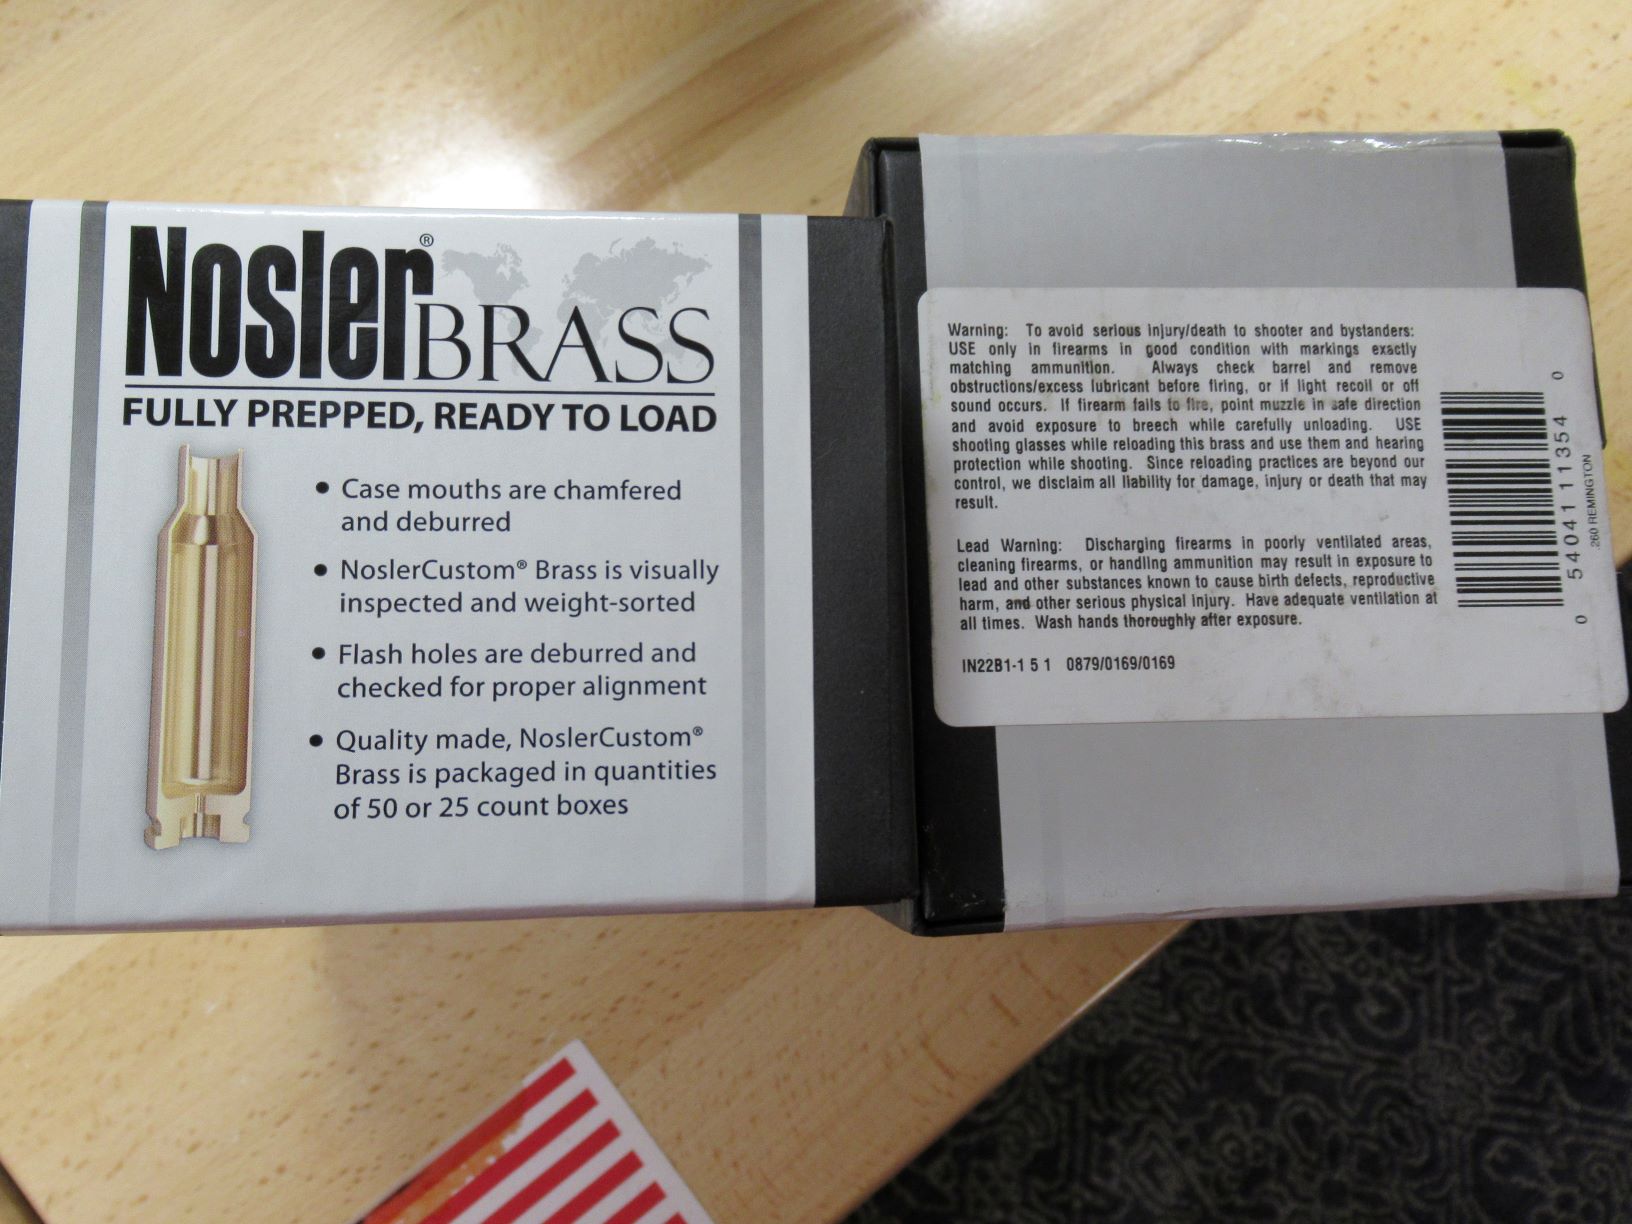 Nosler® BRASS
FULLY PREPPED, READY TO LOAD
• Case mouths are chamfered
and deburred
• NoslerCustom® Brass is visually
inspected and weight-sorted
• Flash holes are deburred and
checked for proper alignment
• Quality made, NoslerCustom®
Brass is packaged in quantities
of 50 or 25 count boxes
Warning: To avoid serious injury/death to shooter and bystanders:
USE only in firearms in good condition with markings exactly
matching ammunition. Always check barrel and remove
obstructions/excess lubricant before firing, or if light recoil or off
sound occurs. If firearm fails to fire, point muzzle in safe direction
and avoid exposure to breech while carefully unloading. USE
shooting glasses while reloading this brass and use them and hearing
protection while shooting. Since reloading practices are beyond our
control, we disclaim all liability for damage, injury or death that may
result.
Lead Warning: Discharging firearms in poorly ventilated areas,
cleaning firearms, or handling ammunition may result in exposure to
lead and other substances known to cause birth defects, reproductive
harm, and other serious physical injury. Have adequate ventilation at
all times. Wash hands thoroughly after exposure.
IN22B1-1 5 1 0879/0169/0169
0 54041 11354 0
.260 REMINGTON